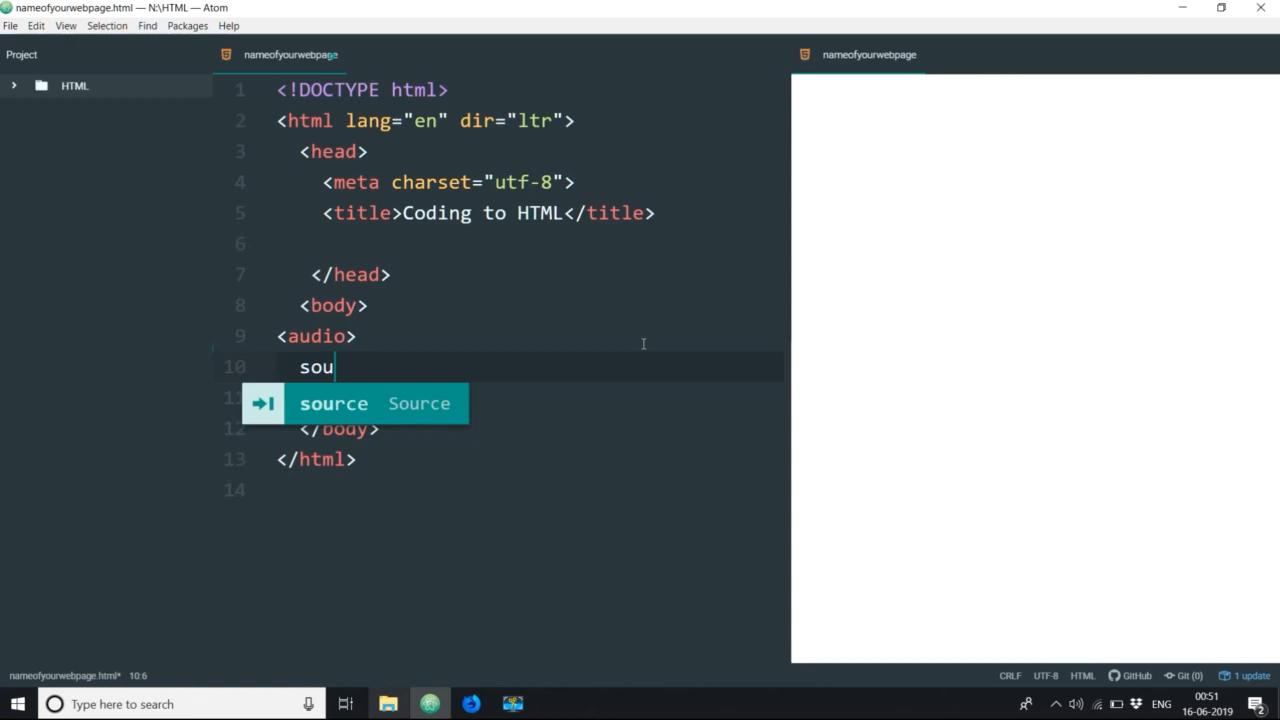 nameofyourwebpage.html — N:\HTML — Atom
File Edit View Selection Find Packages Help
Project
nameofyourwebpage
nameofyourwebpage
HTML
1 <!DOCTYPE html>
2 <html lang="en" dir="ltr">
3 <head>
4 <meta charset="utf-8">
5 <title>Coding to HTML</title>
6
7 </head>
8 <body>
9 <audio>
10 sou
source Source
12 </body>
13 </html>
14
nameofyourwebpage.html* 10:6
CRLF UTF-8 HTML GitHub Git (0) 1 update
Type here to search
ENG
00:51
16-06-2019
2